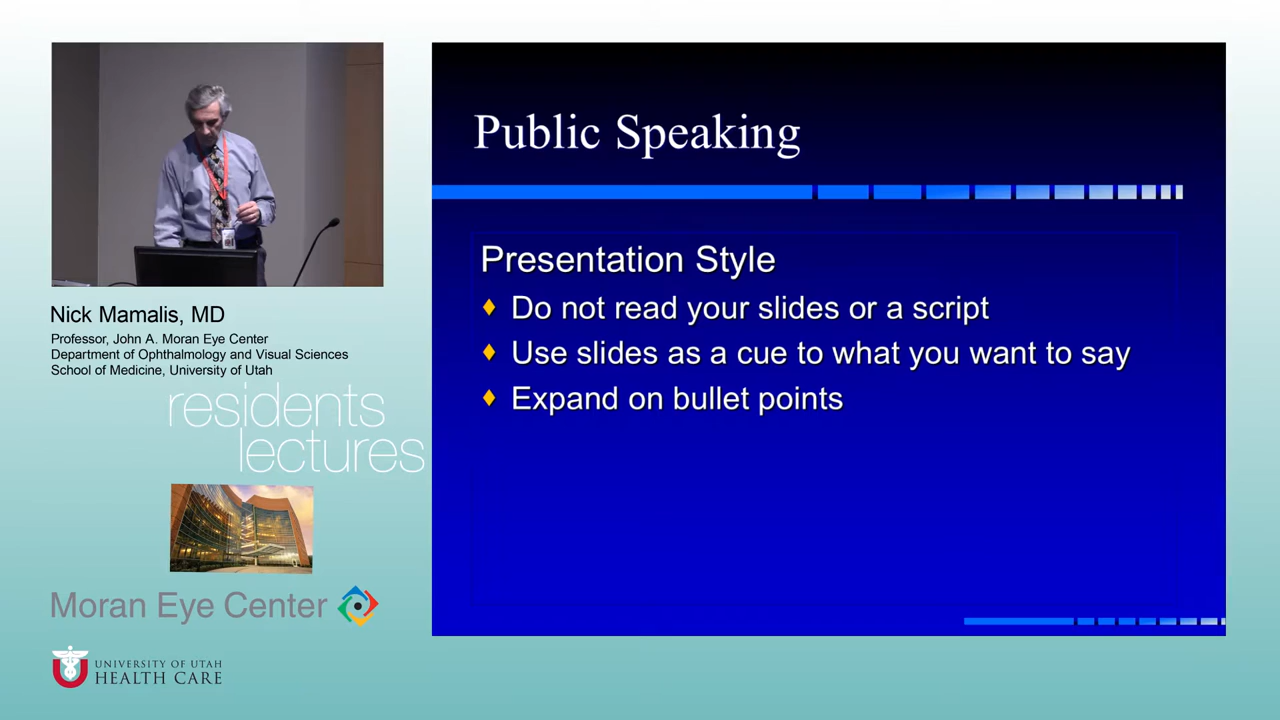 Public Speaking
Presentation Style
Do not read your slides or a script
Use slides as a cue to what you want to say
Expand on bullet points
Nick Mamalis, MD
Professor, John A. Moran Eye Center
Department of Ophthalmology and Visual Sciences
School of Medicine, University of Utah
residents
lectures
Moran Eye Center
UNIVERSITY OF UTAH
HEALTH CARE